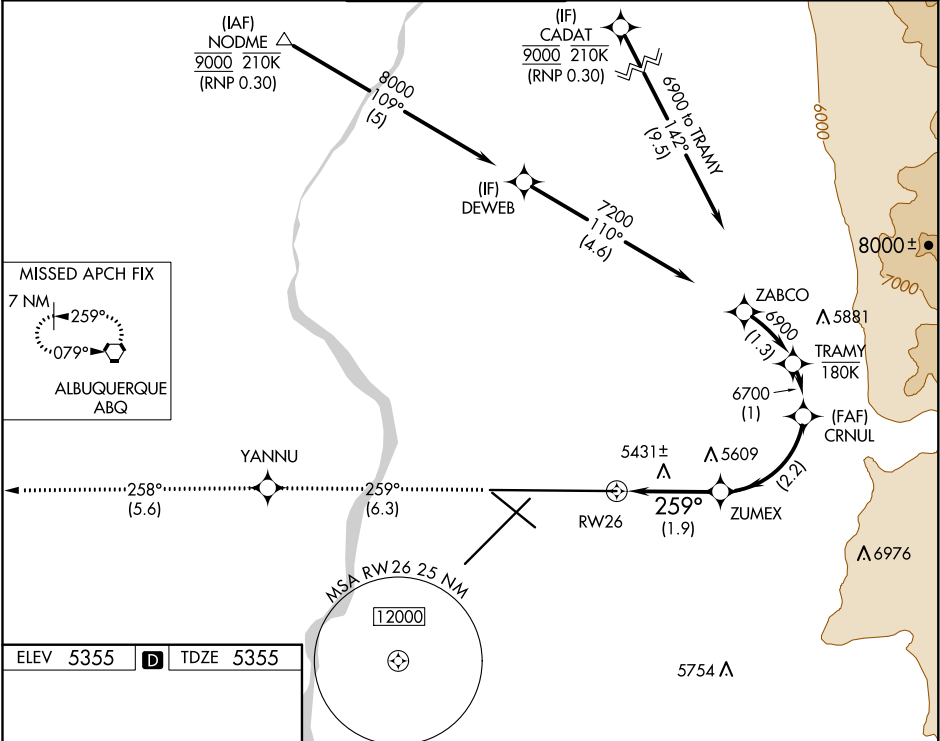 (IAF)
NODME
9000 210K
(RNP 0.30)
(IF)
CADAT
9000 210K
(RNP 0.30)
8000
109°
(5)
6900 to TRAMY
142°
(9.5)
6000
(IF)
DEWEB
7200
110°
(4.6)
8000±
7000
MISSED APCH FIX
7 NM
259°
079°
ALBUQUERQUE
ABQ
ZABCO
6900
(1.3)
5881
TRAMY
180K
6700
(1)
(FAF)
CRNUL
YANNU
5431±
5609
(2.2)
258°
(5.6)
259°
(6.3)
RW26
259°
(1.9)
ZUMEX
6976
MSA RW26 25 NM
12000
5754
ELEV 5355 D TDZE 5355